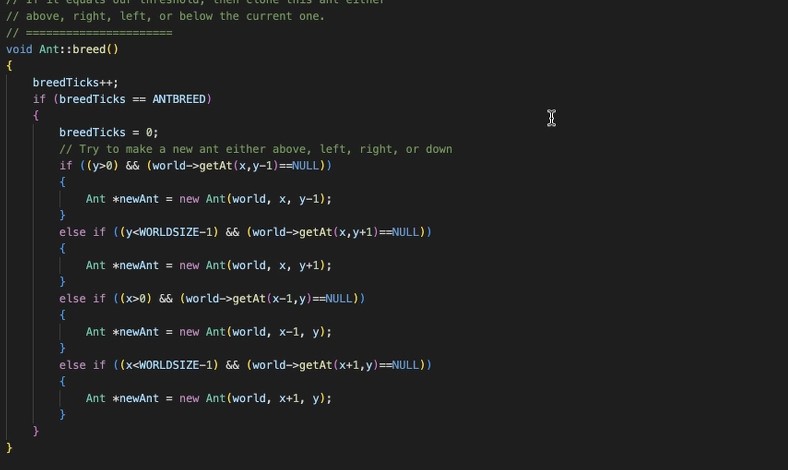 // If it equals our threshold, then clone this ant either
// above, right, left, or below the current one.
// ======================
void Ant::breed()
{
    breedTicks++;
    if (breedTicks == ANTBREED)
    {
        breedTicks = 0;
        // Try to make a new ant either above, left, right, or down
        if ((y>0) && (world->getAt(x,y-1)==NULL))
        {
            Ant *newAnt = new Ant(world, x, y-1);
        }
        else if ((y<WORLDSIZE-1) && (world->getAt(x,y+1)==NULL))
        {
            Ant *newAnt = new Ant(world, x, y+1);
        }
        else if ((x>0) && (world->getAt(x-1,y)==NULL))
        {
            Ant *newAnt = new Ant(world, x-1, y);
        }
        else if ((x<WORLDSIZE-1) && (world->getAt(x+1,y)==NULL))
        {
            Ant *newAnt = new Ant(world, x+1, y);
        }
    }
}